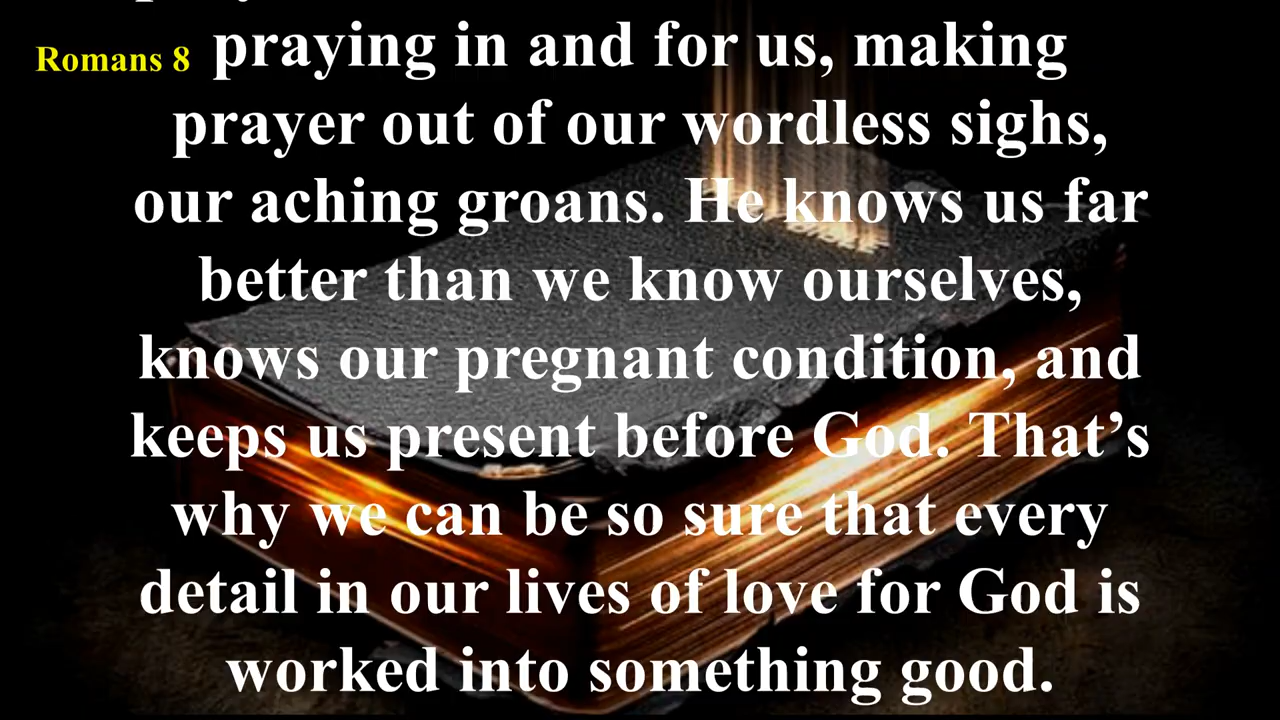 Romans 8
praying in and for us, making
prayer out of our wordless sighs,
our aching groans. He knows us far
better than we know ourselves,
knows our pregnant condition, and
keeps us present before God. That’s
why we can be so sure that every
detail in our lives of love for God is
worked into something good.